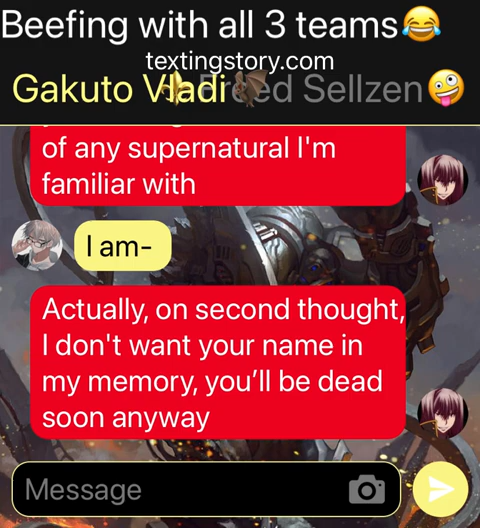 Beefing with all 3 teams😂
textingstory.com
Gakuto Vladi Freed Sellzen🤪
of any supernatural I'm
familiar with
I am-
Actually, on second thought,
I don't want your name in
my memory, you’ll be dead
soon anyway
Message